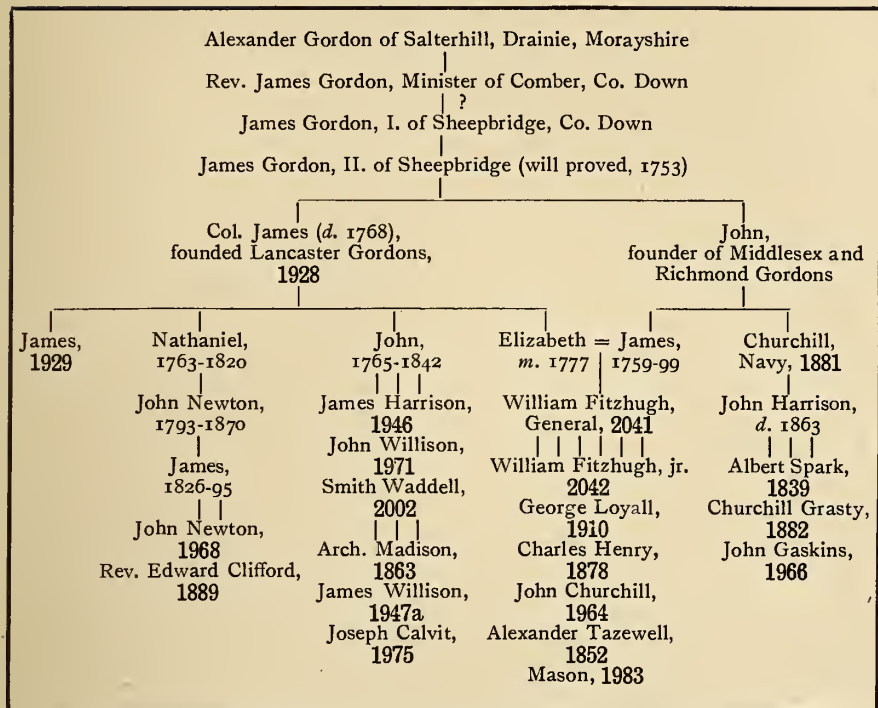 Alexander Gordon of Salterhill, Drainie, Morayshire
Rev. James Gordon, Minister of Comber, Co. Down
?
James Gordon, I. of Sheepbridge, Co. Down
James Gordon, II. of Sheepbridge (will proved, 1753)
Col. James (d. 1768),
founded Lancaster Gordons,
1928
John,
founder of Middlesex and
Richmond Gordons
James,
1929
Nathaniel,
1763-1820
John Newton,
1793-1870
James,
1826-95
John Newton,
1968
Rev. Edward Clifford,
1889
John,
1765-1842
James Harrison,
1946
John Willison,
1971
Smith Waddell,
2002
Arch. Madison,
1863
James Willison,
1947a
Joseph Calvit,
1975
Elizabeth = James,
m. 1777 1759-99
William Fitzhugh,
General, 2041
William Fitzhugh, jr.
2042
George Loyall,
1910
Charles Henry,
1878
John Churchill,
1964
Alexander Tazewell,
1852
Mason, 1983
Churchill,
Navy, 1881
John Harrison,
d. 1863
Albert Spark,
1839
Churchill Grasty,
1882
John Gaskins,
1966